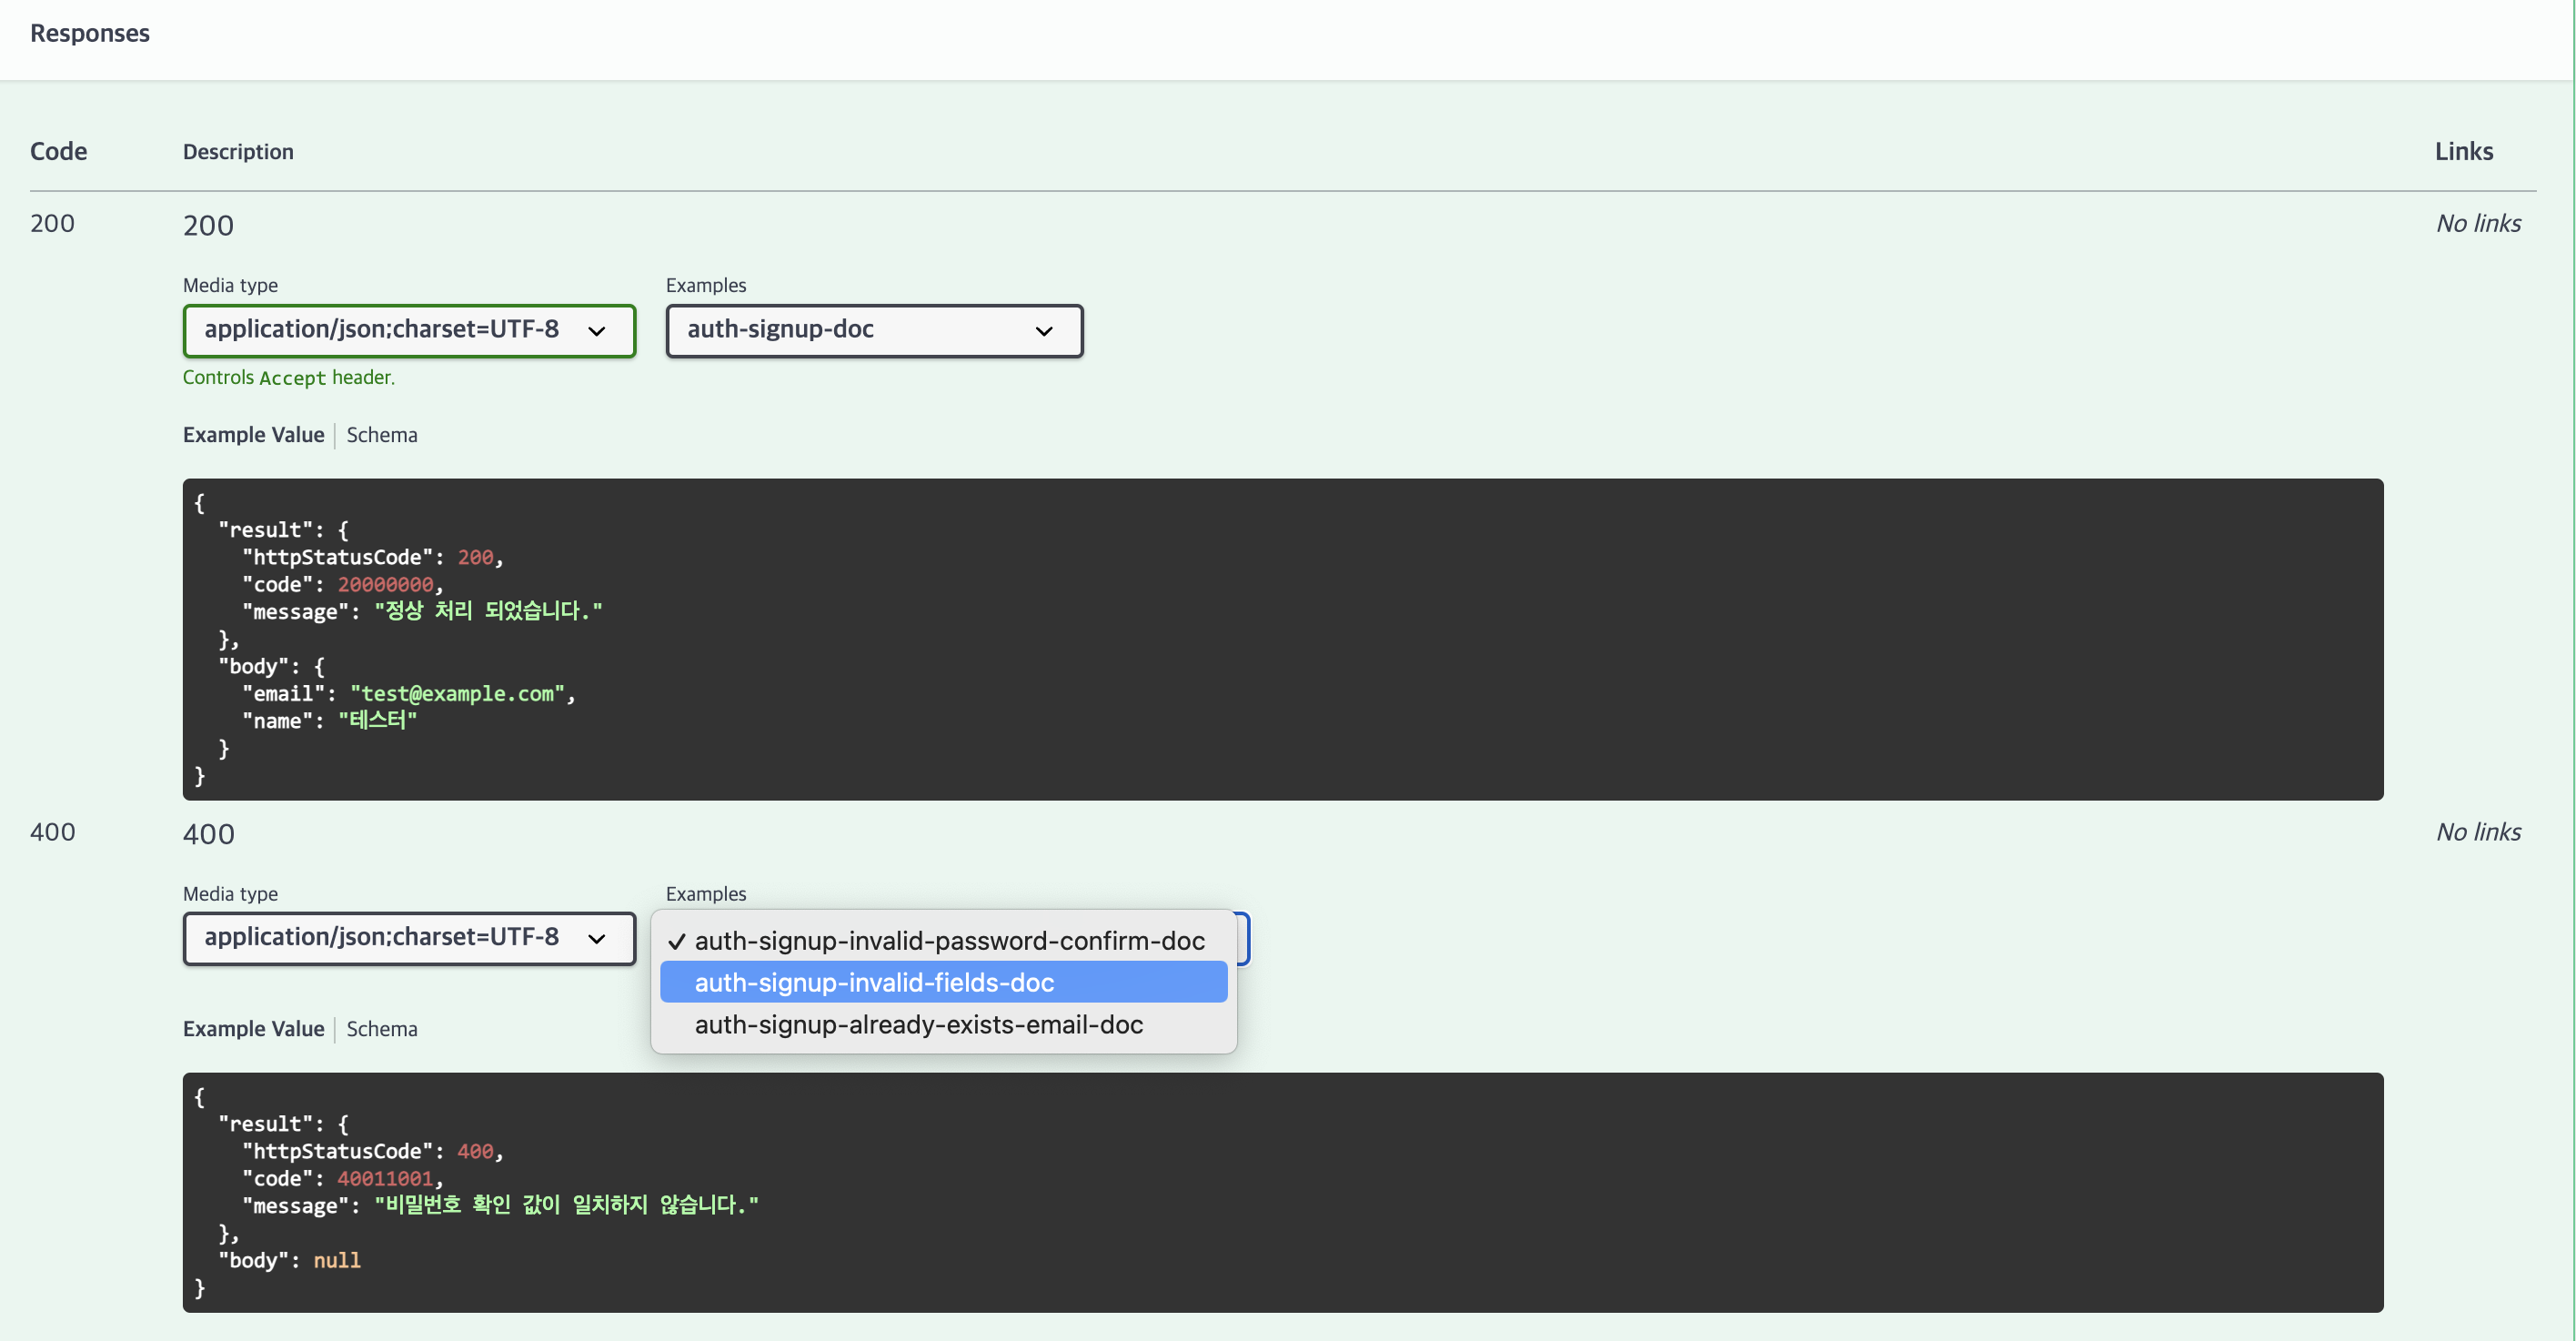 Responses
Code Description Links
200 200 No links
Media type Examples
application/json;charset=UTF-8 auth-signup-doc
Controls Accept header.
Example Value Schema
{
"result": {
"httpStatusCode": 200,
"code": 20000000,
"message": "정상 처리 되었습니다."
},
"body": {
"email": "test@example.com",
"name": "테스터"
}
}
400 400 No links
Media type Examples
application/json;charset=UTF-8 ✓ auth-signup-invalid-password-confirm-doc
auth-signup-invalid-fields-doc
auth-signup-already-exists-email-doc
Example Value Schema
{
"result": {
"httpStatusCode": 400,
"code": 40011001,
"message": "비밀번호 확인 값이 일치하지 않습니다."
},
"body": null
}